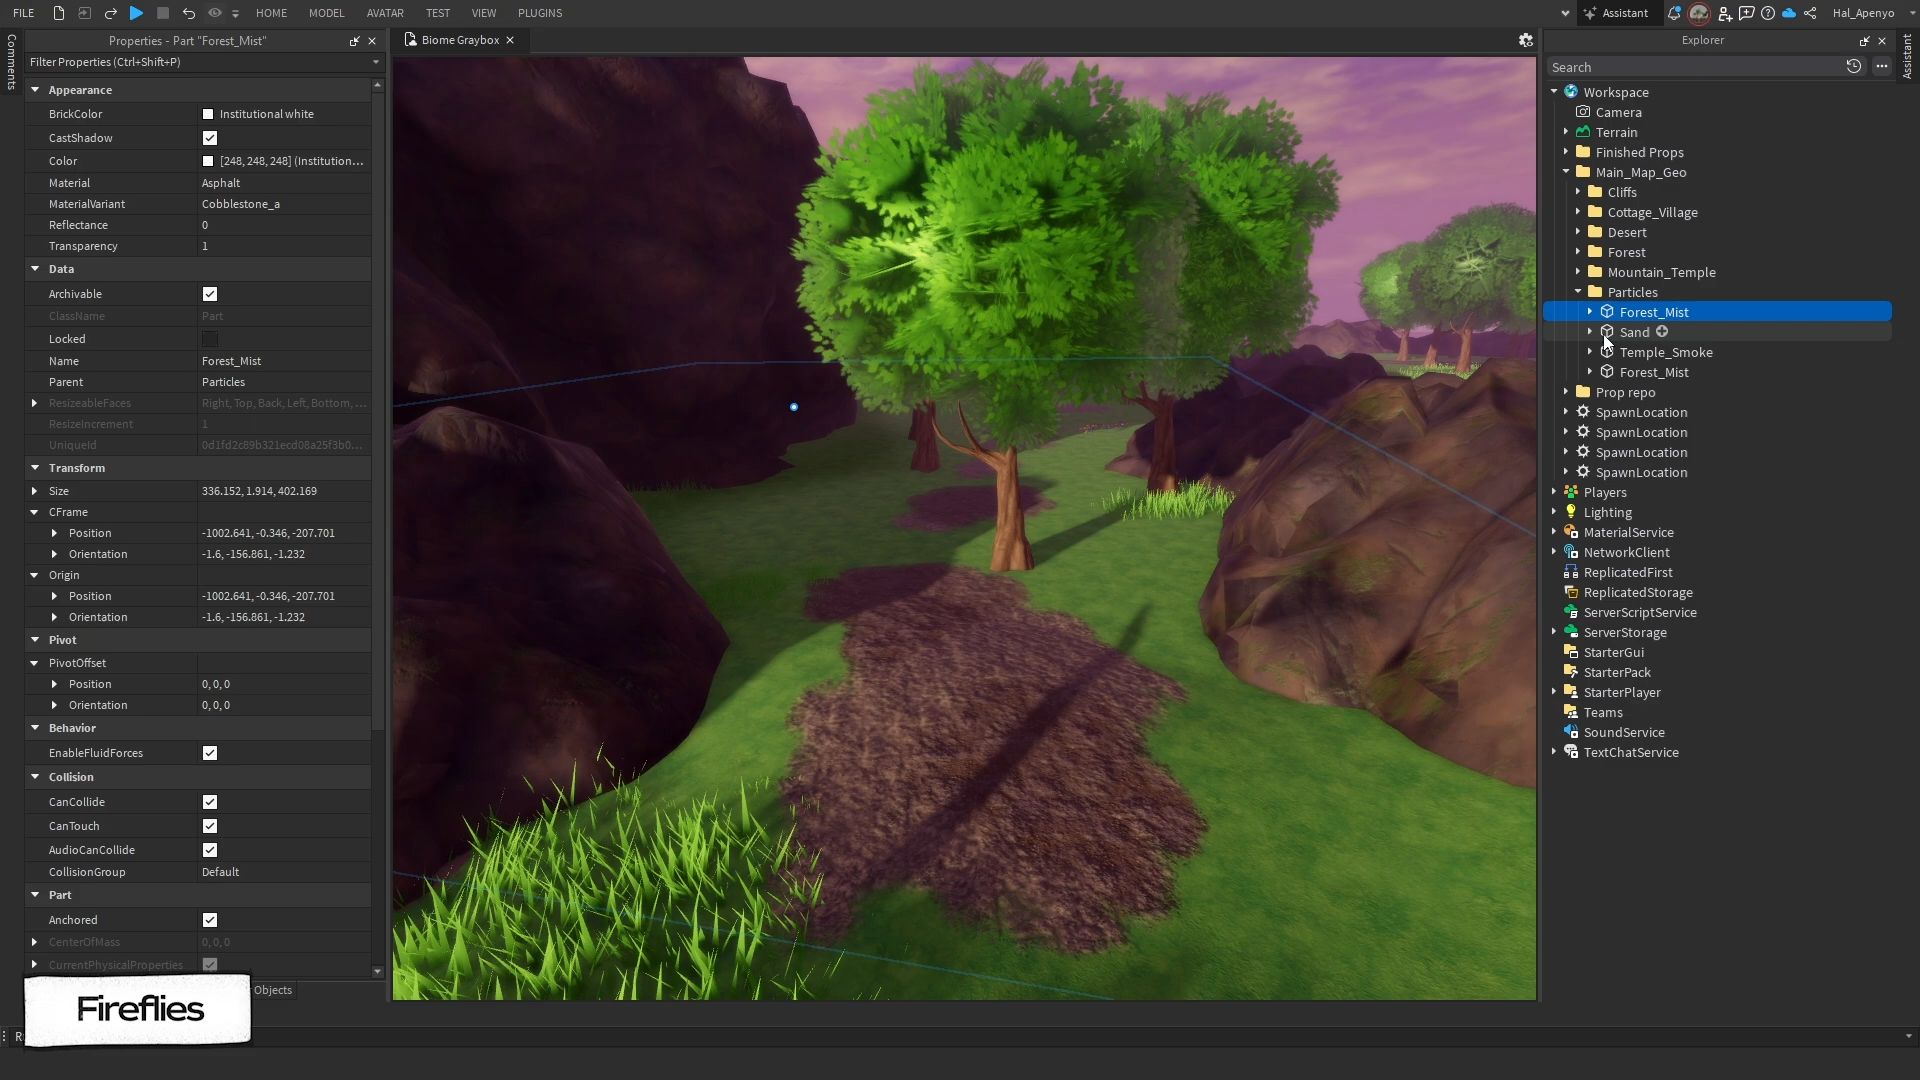 FILE
HOME
MODEL
AVATAR
TEST
VIEW
PLUGINS
Assistant
Hal_Apenyo
Comments
Properties - Part "Forest_Mist"
Filter Properties (Ctrl+Shift+P)
Appearance
BrickColor Institutional white
CastShadow
Color [248, 248, 248] (Institution...
Material Asphalt
MaterialVariant Cobblestone_a
Reflectance 0
Transparency 1
Data
Archivable
ClassName Part
Locked
Name Forest_Mist
Parent Particles
ResizeableFaces Right, Top, Back, Left, Bottom, ...
ResizeIncrement 1
UniqueId 0d1fd2c89b321ecd08a25f3b0...
Transform
Size 336.152, 1.914, 402.169
CFrame
Position -1002.641, -0.346, -207.701
Orientation -1.6, -156.861, -1.232
Origin
Position -1002.641, -0.346, -207.701
Orientation -1.6, -156.861, -1.232
Pivot
PivotOffset
Position 0, 0, 0
Orientation 0, 0, 0
Behavior
EnableFluidForces
Collision
CanCollide
CanTouch
AudioCanCollide
CollisionGroup Default
Part
Anchored
CenterOfMass 0, 0, 0
CurrentPhysicalProperties
Objects
Fireflies
Biome Graybox
Explorer
Search
Assistant
Workspace
Camera
Terrain
Finished Props
Main_Map_Geo
Cliffs
Cottage_Village
Desert
Forest
Mountain_Temple
Particles
Forest_Mist
Sand
Temple_Smoke
Forest_Mist
Prop repo
SpawnLocation
SpawnLocation
SpawnLocation
SpawnLocation
Players
Lighting
MaterialService
NetworkClient
ReplicatedFirst
ReplicatedStorage
ServerScriptService
ServerStorage
StarterGui
StarterPack
StarterPlayer
Teams
SoundService
TextChatService